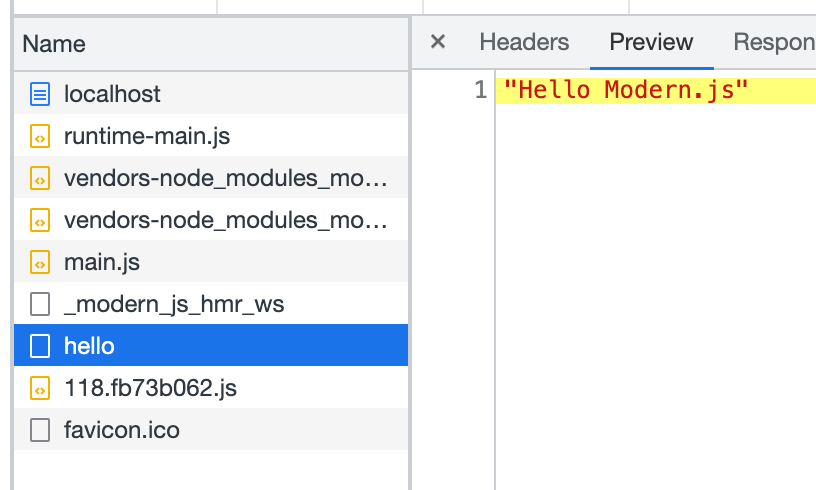 Name
localhost
runtime-main.js
vendors-node_modules_mo…
vendors-node_modules_mo…
main.js
_modern_js_hmr_ws
hello
118.fb73b062.js
favicon.ico
× Headers Preview Respon
1 "Hello Modern.js"